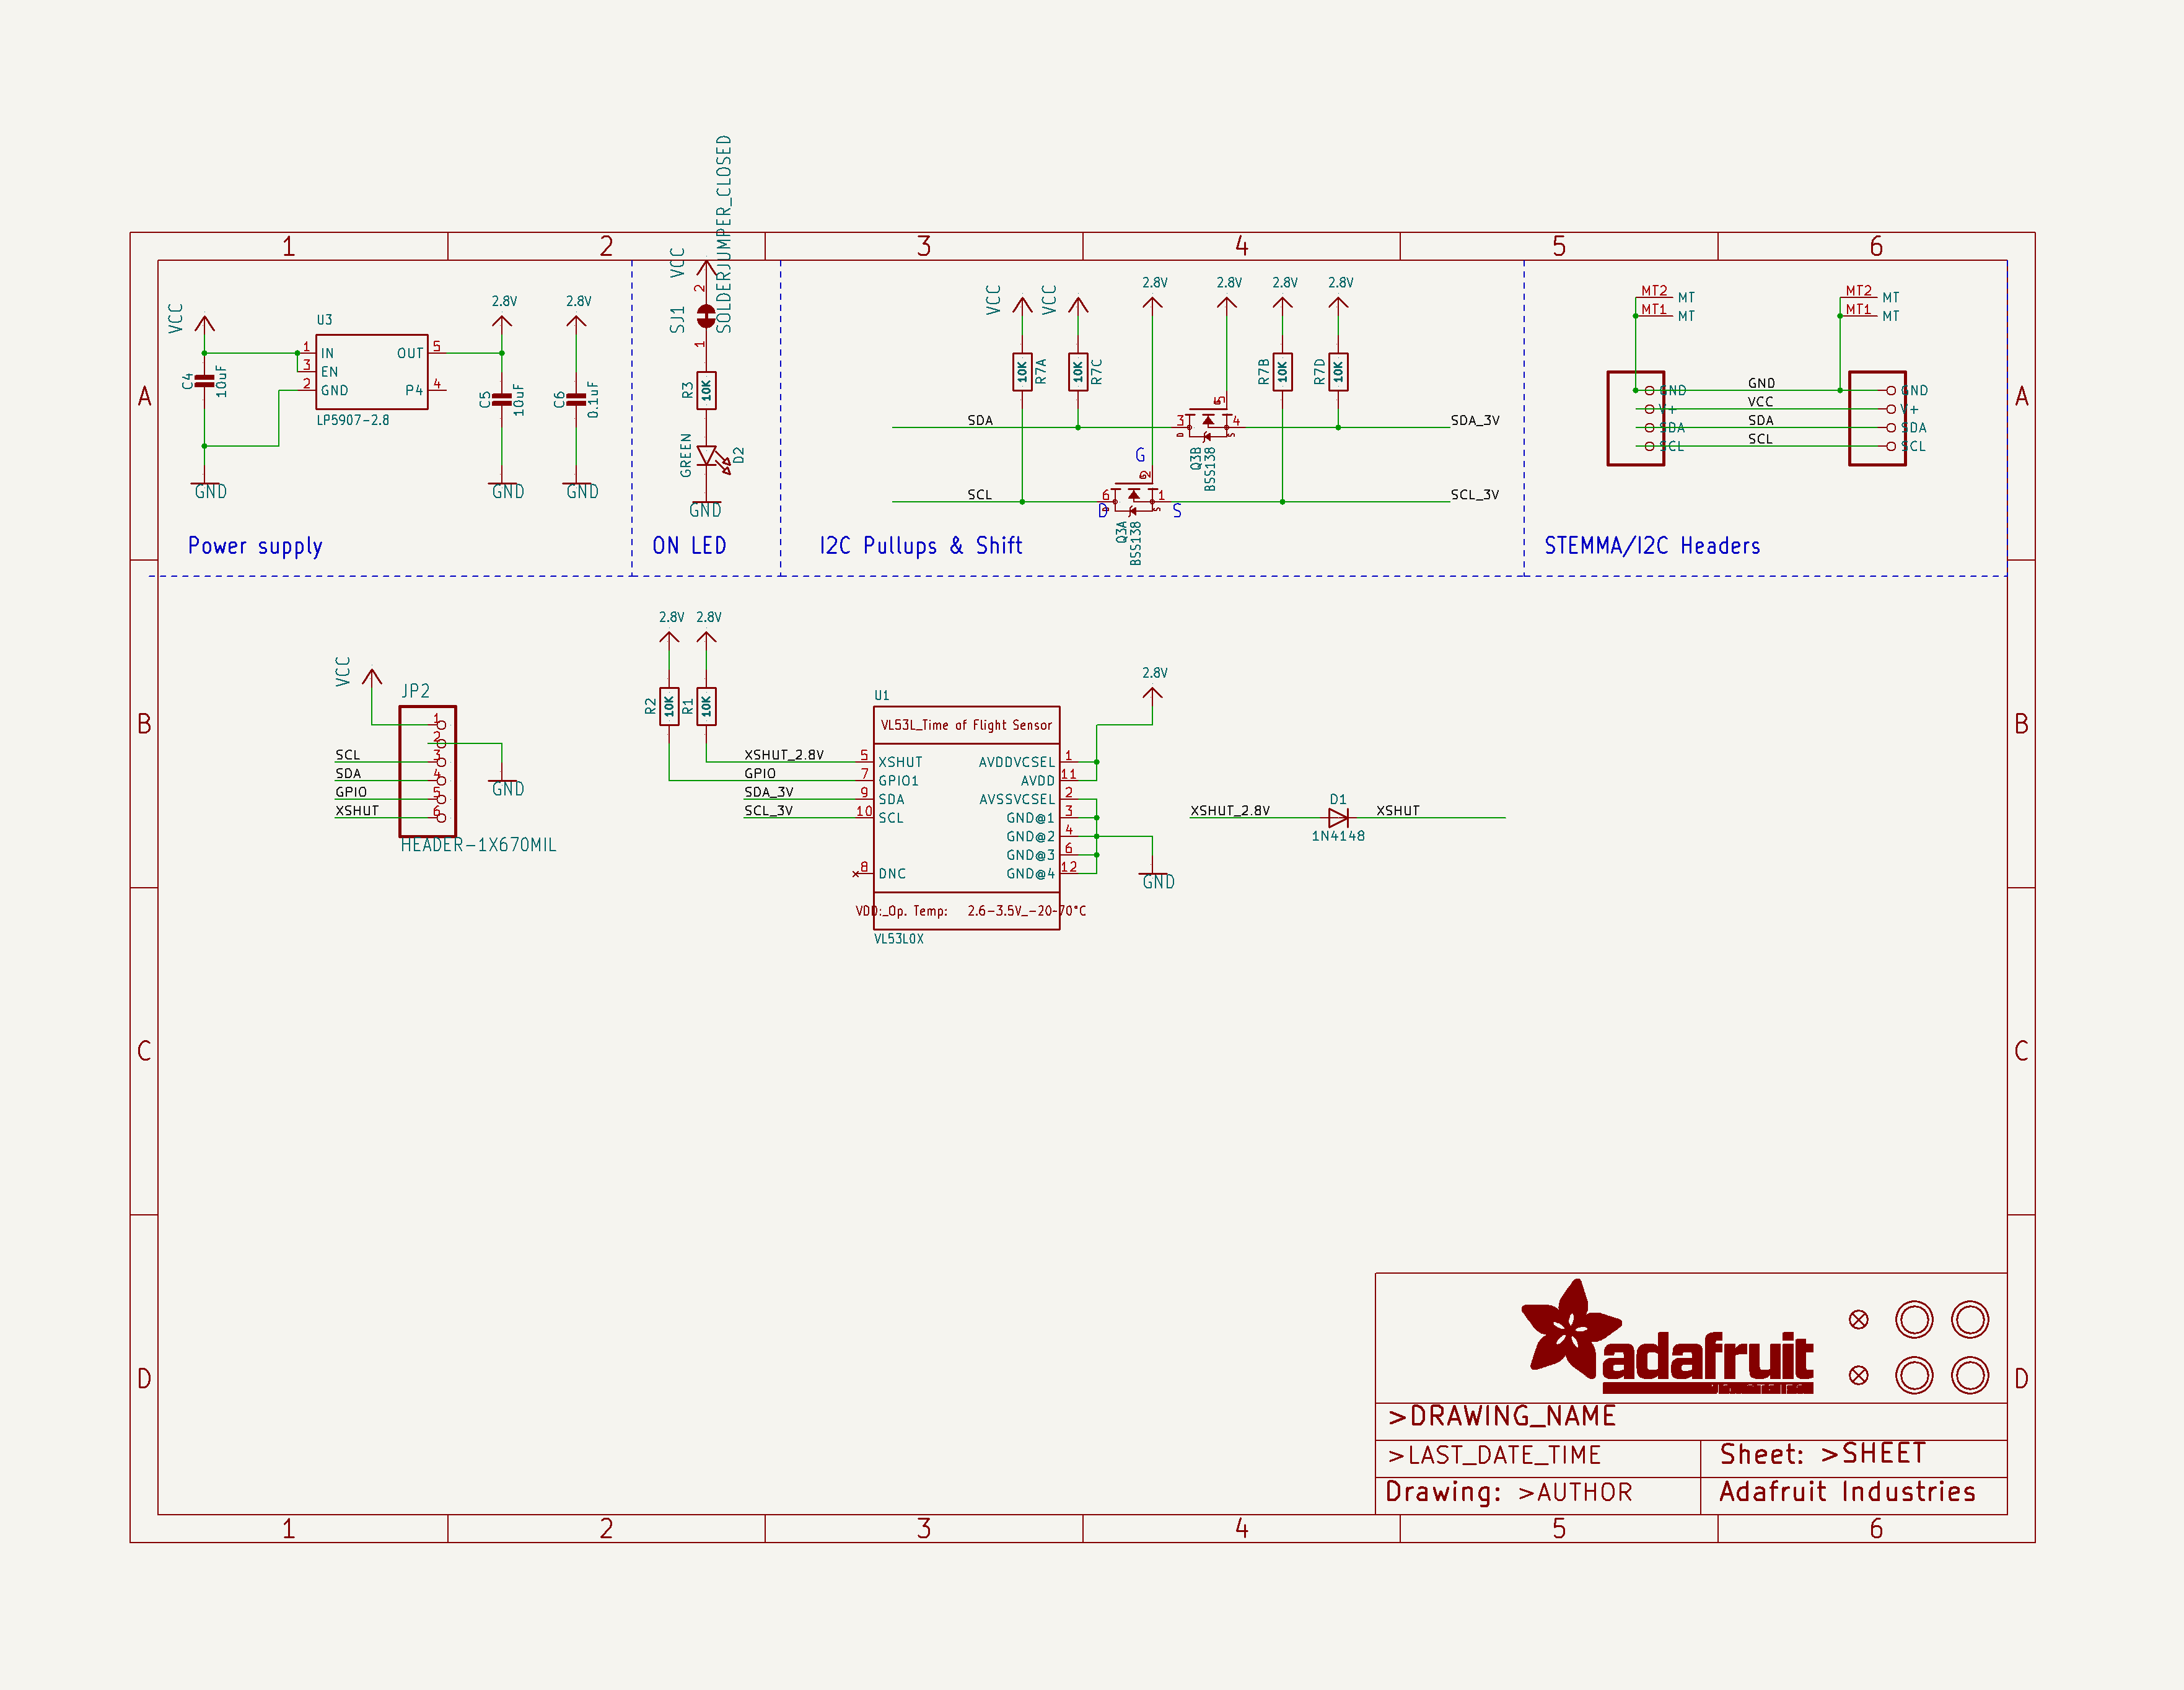 1 2 3 4 5 6
A A
B B
C C
D D
1 2 3 4 5 6
VCC
C4
10uF
GND
U3
1 IN
3 EN
2 GND
OUT 5
P4 4
LP5907-2.8
2.8V
C5
10uF
GND
2.8V
C6
0.1uF
GND
Power supply
VCC
SOLDERJUMPER_CLOSED
SJ1
2
1
R3
10K
GREEN
D2
GND
ON LED
VCC
VCC
2.8V
2.8V
2.8V
2.8V
10K
R7A
10K
R7C
R7B
10K
R7D
10K
SDA
3
D
G
5
4
S
SDA_3V
Q3B
BSS138
G
SCL
6
D
G
2
1
S
S
SCL_3V
Q3A
BSS138
I2C Pullups & Shift
MT2 MT
MT1 MT
MT2 MT
MT1 MT
GND
V+
SDA
SCL
GND
VCC
SDA
SCL
GND
V+
SDA
SCL
STEMMA/I2C Headers
VCC
JP2
1
2
SCL 3
SDA 4
GPIO 5
XSHUT 6
GND
HEADER-1X670MIL
2.8V
2.8V
R2
10K
R1
10K
U1
VL53L_Time of Flight Sensor
XSHUT_2.8V 5 XSHUT
GPIO 7 GPIO1
SDA_3V 9 SDA
SCL_3V 10 SCL
8 DNC
AVDDVCSEL 1
AVDD 11
AVSSVCSEL 2
GND@1 3
GND@2 4
GND@3 6
GND@4 12
VDD:_Op. Temp: 2.6-3.5V_-20-70°C
VL53L0X
2.8V
GND
XSHUT_2.8V
D1
1N4148
XSHUT
adafruit
>DRAWING_NAME
>LAST_DATE_TIME
Sheet: >SHEET
Drawing: >AUTHOR
Adafruit Industries